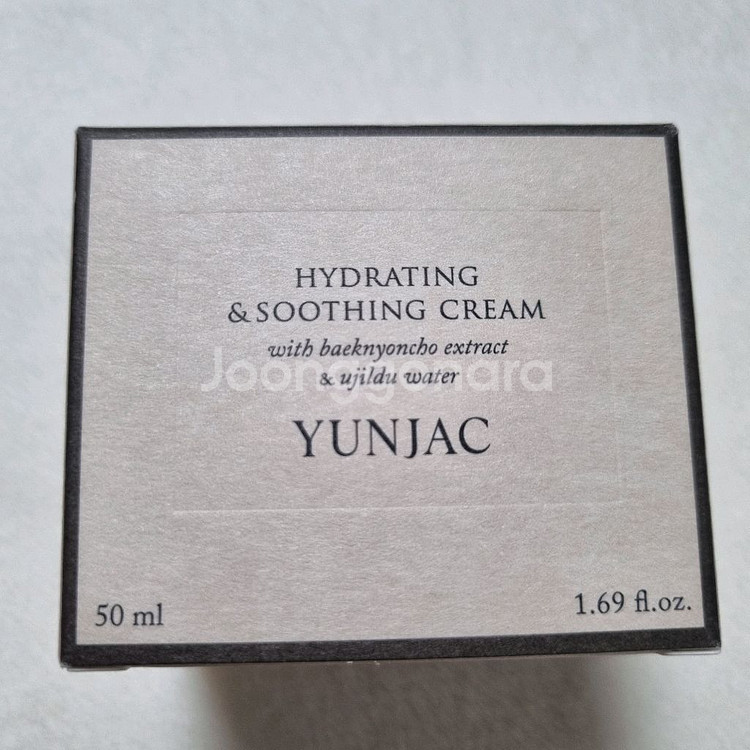 HYDRATING
& SOOTHING CREAM
with baeknyoncho extract
& ujildu water
Joonggonara
YUNJAC
50 ml
1.69 fl.oz.